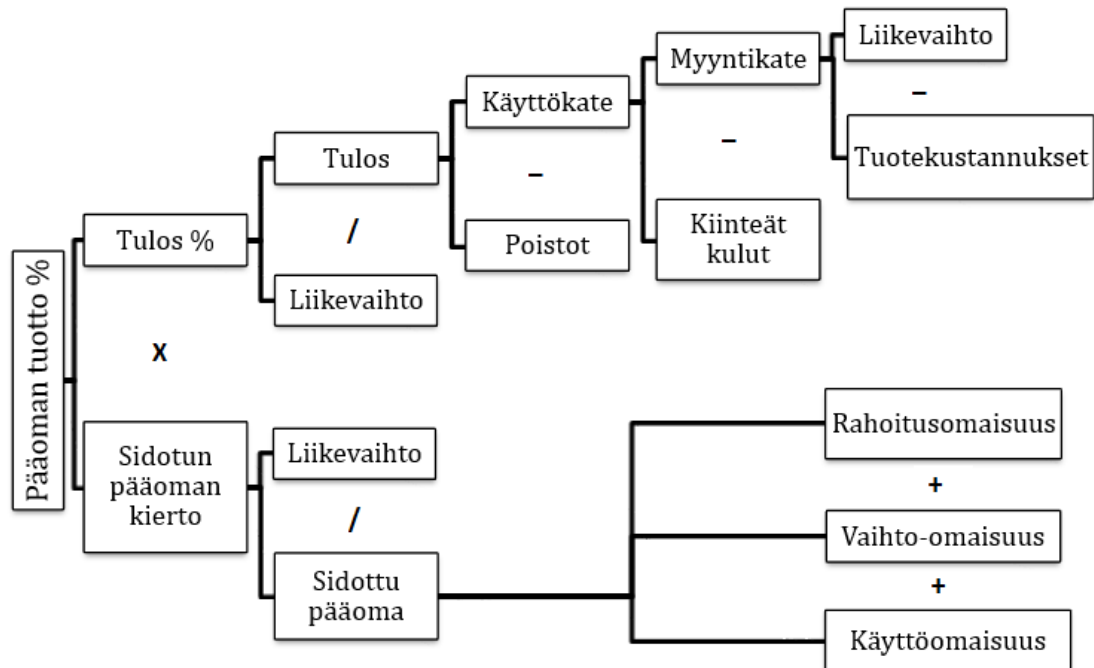 Pääoman tuotto %
Tulos %
x
Sidotun
pääoman
kierto
Tulos
/
Liikevaihto
Liikevaihto
/
Sidottu
pääoma
Käyttökate
–
Poistot
Myyntikate
–
Kiinteät
kulut
Liikevaihto
–
Tuotekustannukset
Rahoitusomaisuus
+
Vaihto-omaisuus
+
Käyttöomaisuus